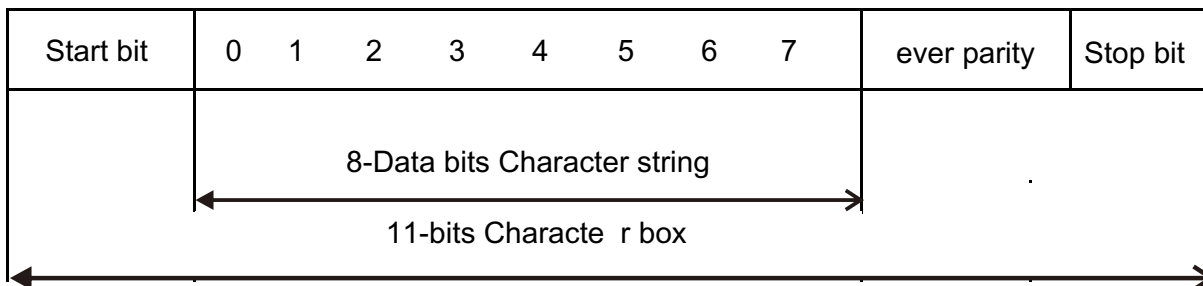 Start bit 0 1 2 3 4 5 6 7 ever parity Stop bit
8-Data bits Character string
11-bits Characte r box